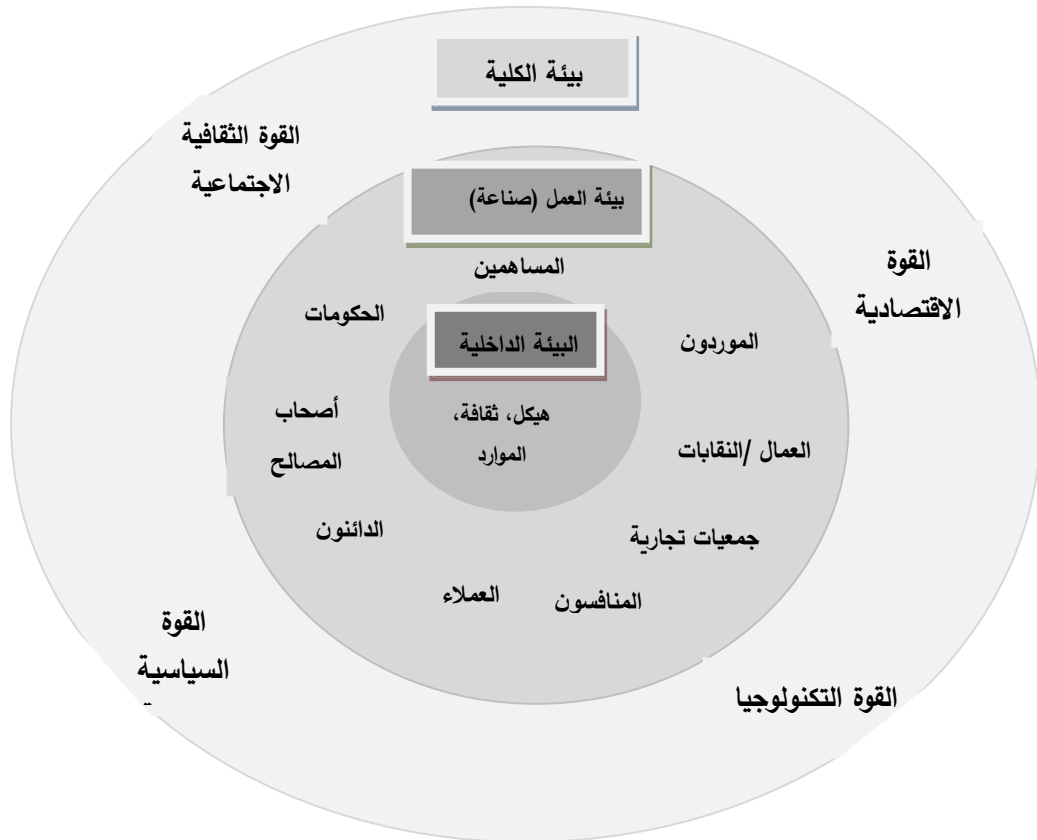 بيئة الكلية
القوة الثقافية
الاجتماعية
بيئة العمل (صناعة)
القوة
الاقتصادية
المساهمين
الحكومات
الموردون
البيئة الداخلية
هيكل، ثقافة،
الموارد
أصحاب
المصالح
العمال /النقابات
الدائنون
جمعيات تجارية
العملاء
المنافسون
القوة
السياسية
القوة التكنولوجيا